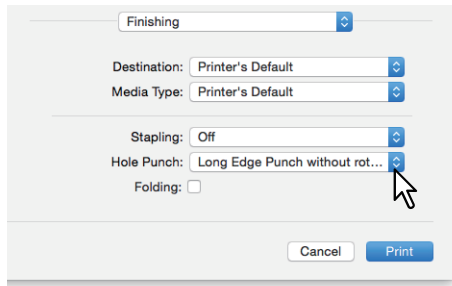 Finishing
Destination: Printer's Default
Media Type: Printer's Default
Stapling: Off
Hole Punch: Long Edge Punch without rot...
Folding:
Cancel Print